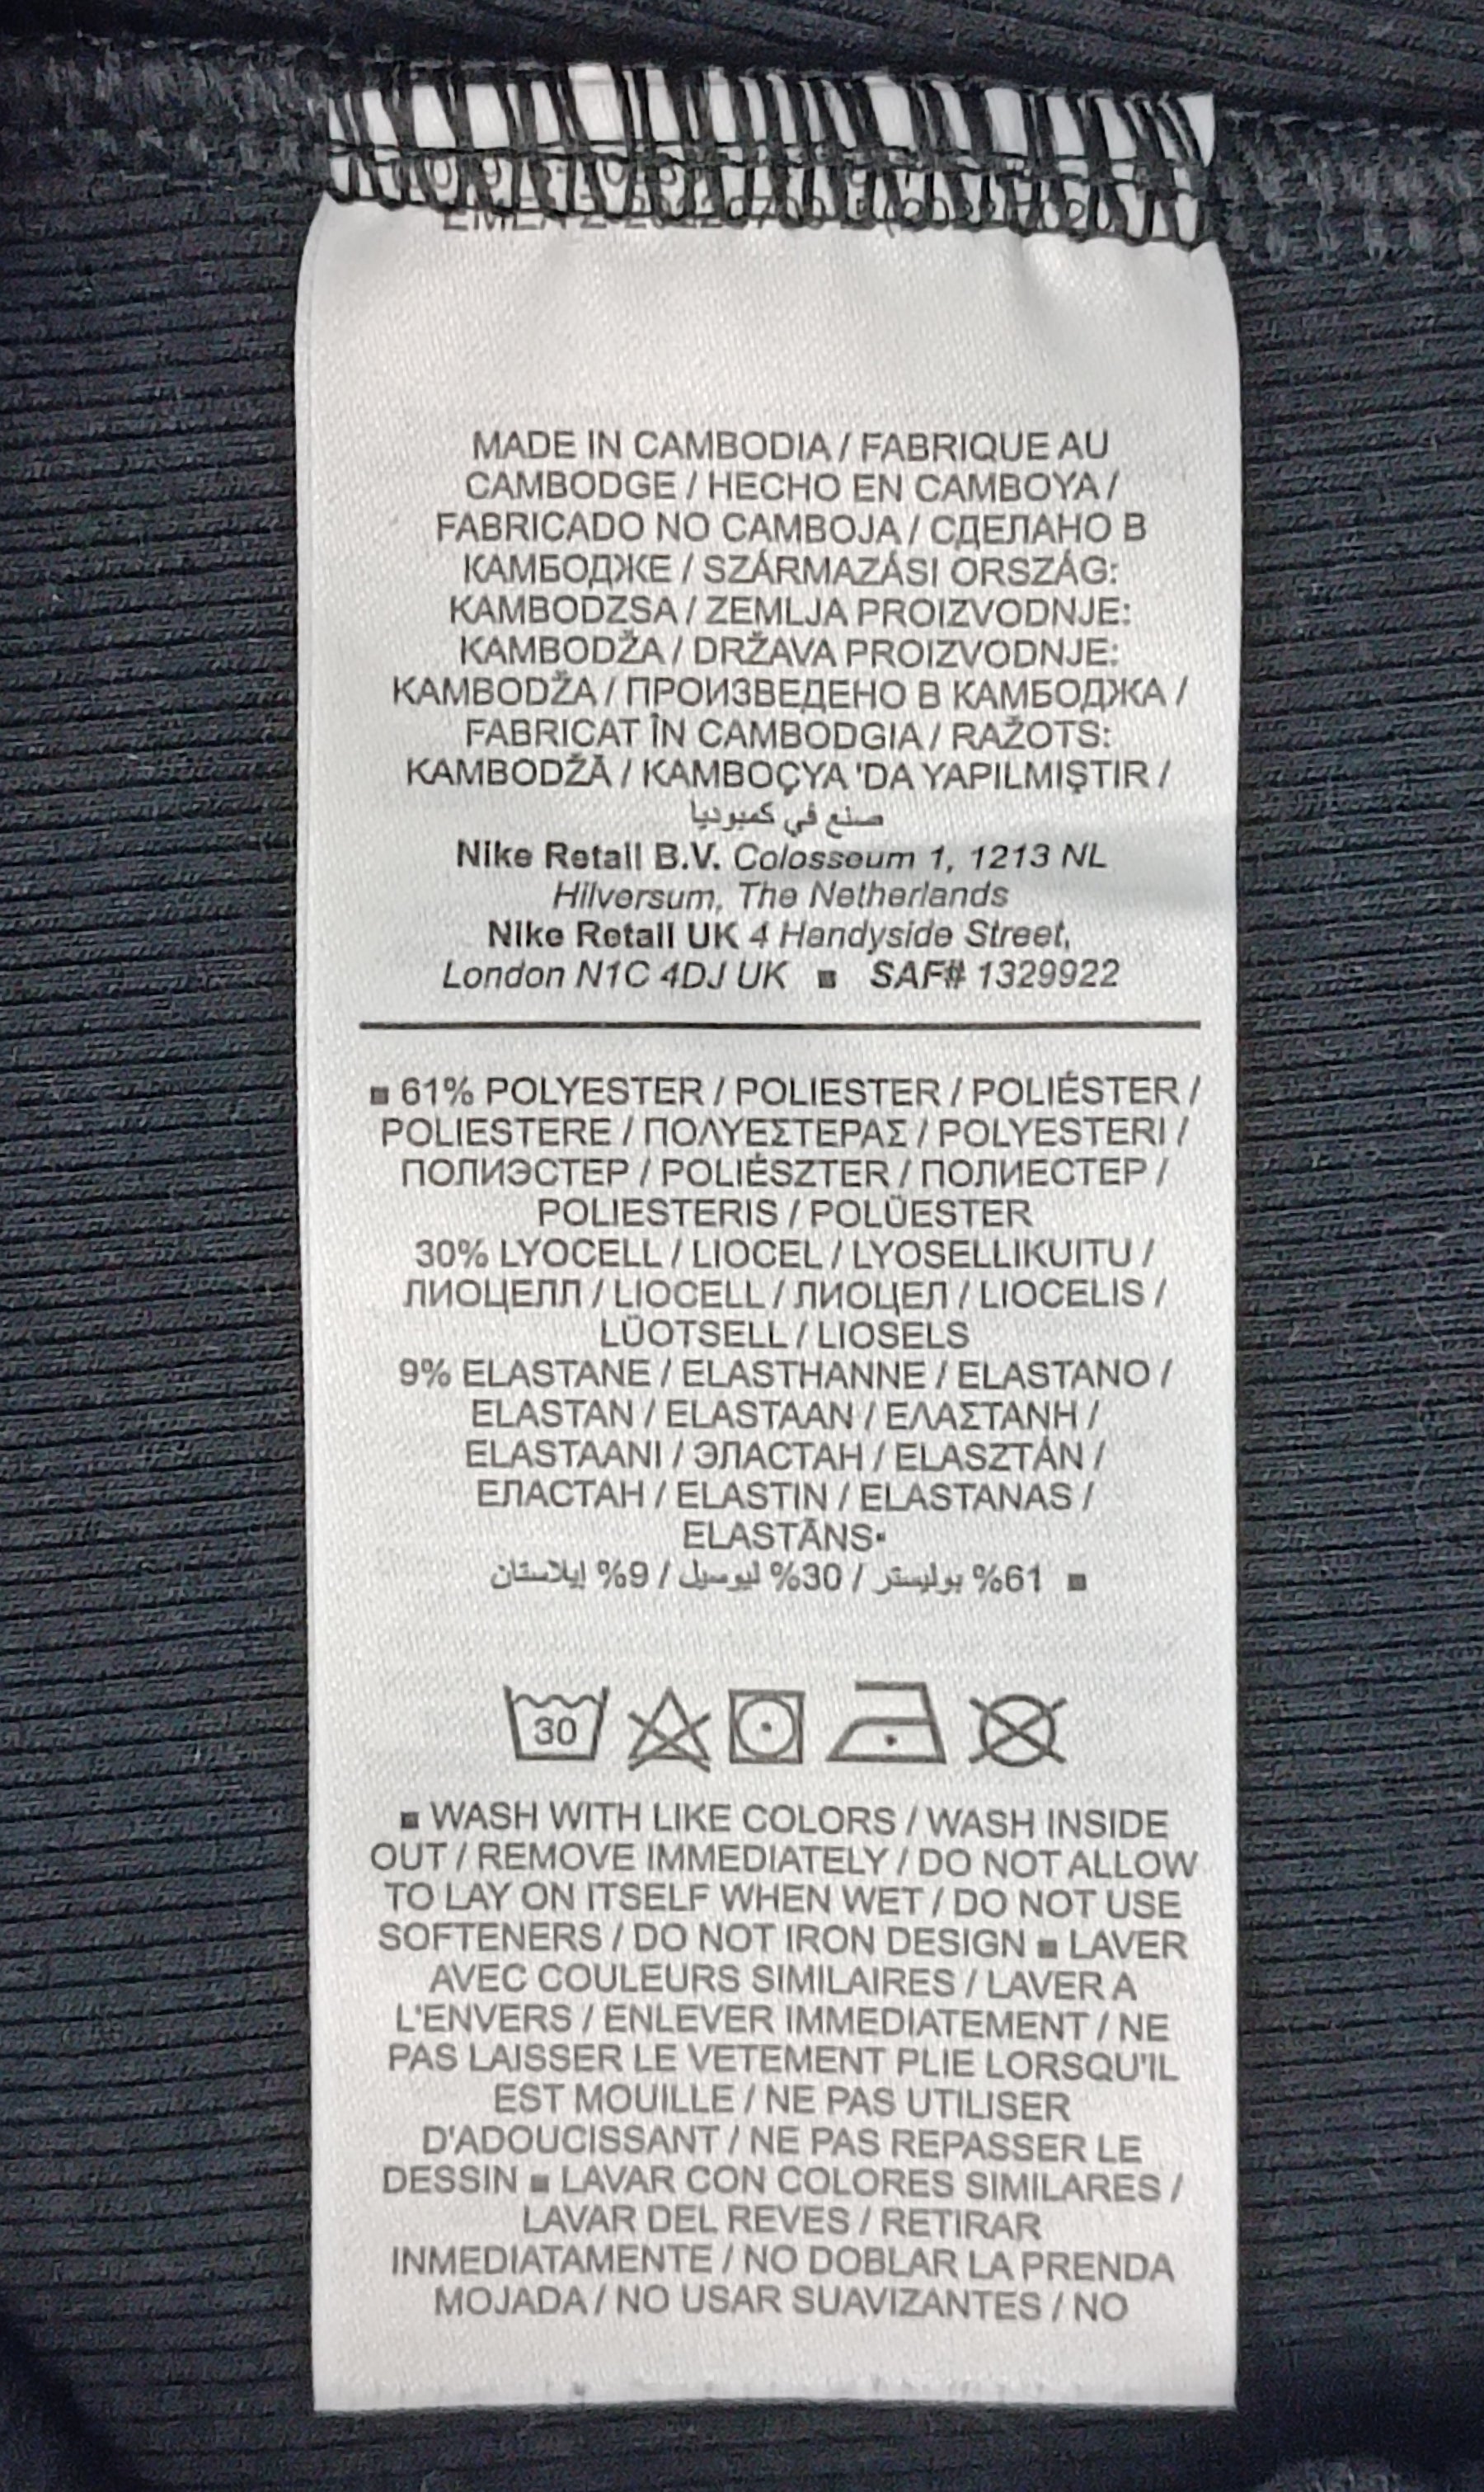 MADE IN CAMBODIA / FABRIQUE AU
CAMBODGE / HECHO EN CAMBOYA /
FABRICADO NO CAMBOJA / СДЕЛАНО В
КАМБОДЖЕ / SZÁRMAZÁSI ORSZÁG:
KAMBODZSA / ZEMLJA PROIZVODNJE:
KAMBODŽA / DRŽAVA PROIZVODNJE:
KAMBODŽA / ПРОИЗВЕДЕНО В КАМБОДЖА /
FABRICAT ÎN CAMBODGIA / RAŽOTS:
KAMBODŽĀ / KAMBOÇYA 'DA YAPILMIŞTIR /
صنع في كمبوديا
Nike Retail B.V. Colosseum 1, 1213 NL
Hilversum, The Netherlands
Nike Retail UK 4 Handyside Street,
London N1C 4DJ UK ■ SAF# 1329922
■ 61% POLYESTER / POLIESTER / POLIÉSTER /
POLIESTERE / ΠΟΛΥΕΣΤΕΡΑΣ / POLYESTERI /
ПОЛИЭСТЕР / POLIÉSZTER / ПОЛИЕСТЕР /
POLIESTERIS / POLÜESTER
30% LYOCELL / LIOCEL / LYOSELLIKUITU /
ЛИОЦЕЛЛ / LIOCELL / ЛИОЦЕЛ / LIOCELIS /
LÜOTSELL / LIOSELS
9% ELASTANE / ELASTHANNE / ELASTANO /
ELASTAN / ELASTAAN / ΕΛΑΣΤΑΝΗ /
ELASTAANI / ЭЛАСТАН / ELASZTÁN /
ЕЛАСТАН / ELASTIN / ELASTANAS /
ELASTĀNS▪
■ 61% بوليستر / 30% ليوسيل / 9% إيلاستان
30
■ WASH WITH LIKE COLORS / WASH INSIDE
OUT / REMOVE IMMEDIATELY / DO NOT ALLOW
TO LAY ON ITSELF WHEN WET / DO NOT USE
SOFTENERS / DO NOT IRON DESIGN ■ LAVER
AVEC COULEURS SIMILAIRES / LAVER A
L'ENVERS / ENLEVER IMMEDIATEMENT / NE
PAS LAISSER LE VETEMENT PLIE LORSQU'IL
EST MOUILLE / NE PAS UTILISER
D'ADOUCISSANT / NE PAS REPASSER LE
DESSIN ■ LAVAR CON COLORES SIMILARES /
LAVAR DEL REVES / RETIRAR
INMEDIATAMENTE / NO DOBLAR LA PRENDA
MOJADA / NO USAR SUAVIZANTES / NO